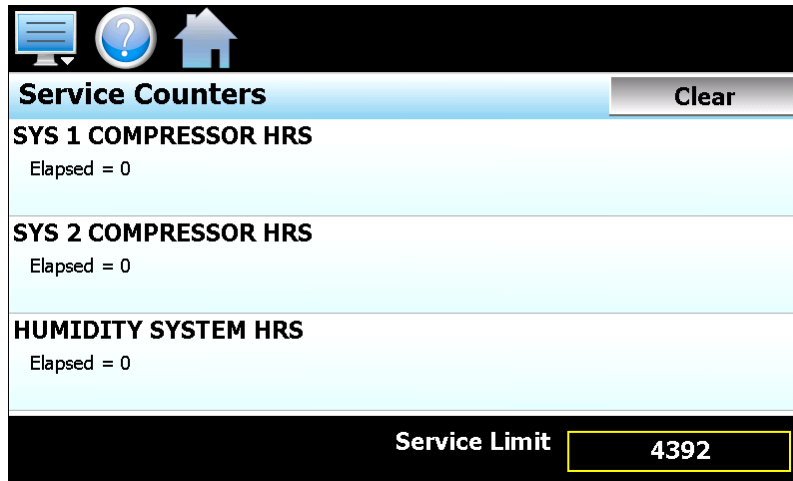 ?
Service Counters Clear
SYS 1 COMPRESSOR HRS
Elapsed = 0
SYS 2 COMPRESSOR HRS
Elapsed = 0
HUMIDITY SYSTEM HRS
Elapsed = 0
Service Limit 4392